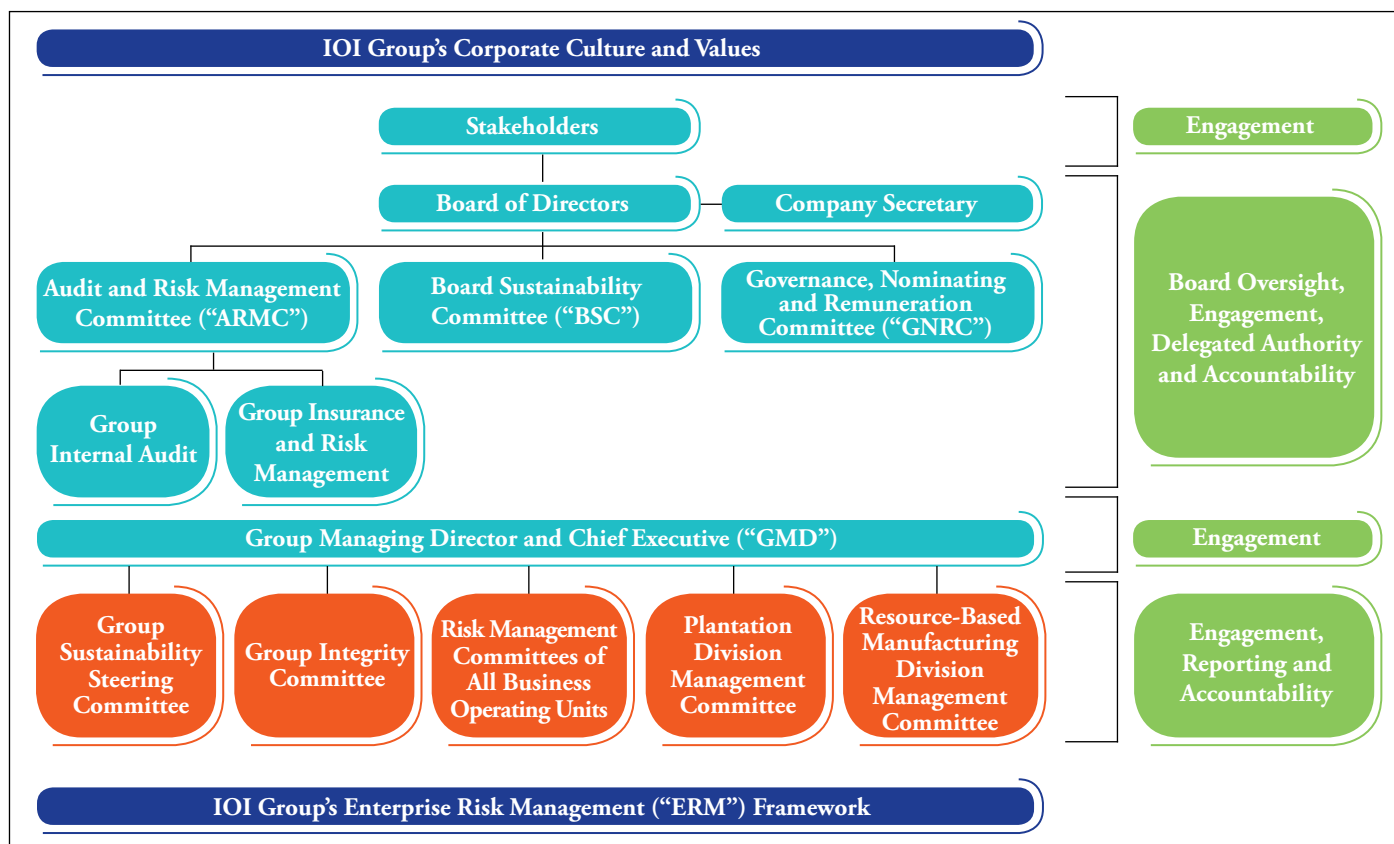 IOI Group's Corporate Culture and Values
Stakeholders
Engagement
Board of Directors
Company Secretary
Audit and Risk Management
Committee (“ARMC”)
Board Sustainability
Committee (“BSC”)
Governance, Nominating
and Remuneration
Committee (“GNRC”)
Board Oversight,
Engagement,
Delegated Authority
and Accountability
Group
Internal Audit
Group Insurance
and Risk
Management
Group Managing Director and Chief Executive (“GMD”)
Engagement
Group
Sustainability
Steering
Committee
Group Integrity
Committee
Risk Management
Committees of
All Business
Operating Units
Plantation
Division
Management
Committee
Resource-Based
Manufacturing
Division
Management
Committee
Engagement,
Reporting and
Accountability
IOI Group's Enterprise Risk Management (“ERM”) Framework